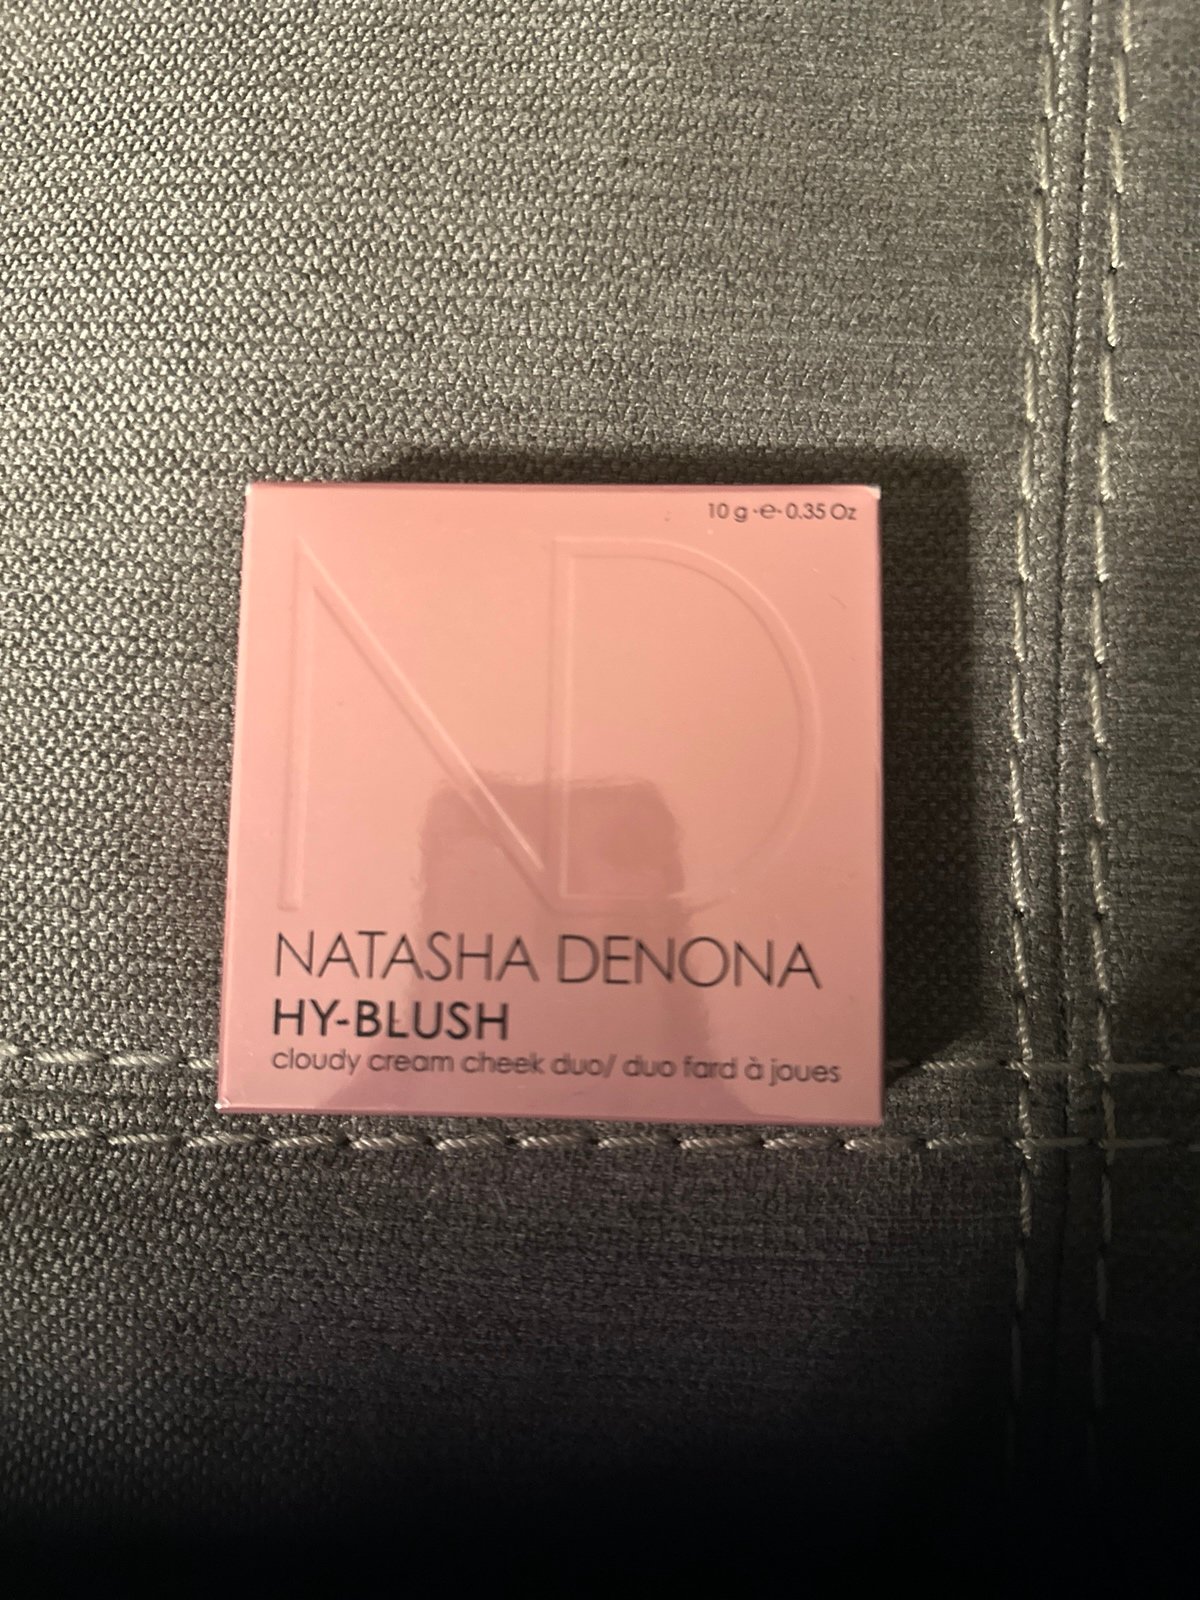 10 g ·e· 0.35 Oz
ND
NATASHA DENONA
HY-BLUSH
cloudy cream cheek duo/ duo fard à joues